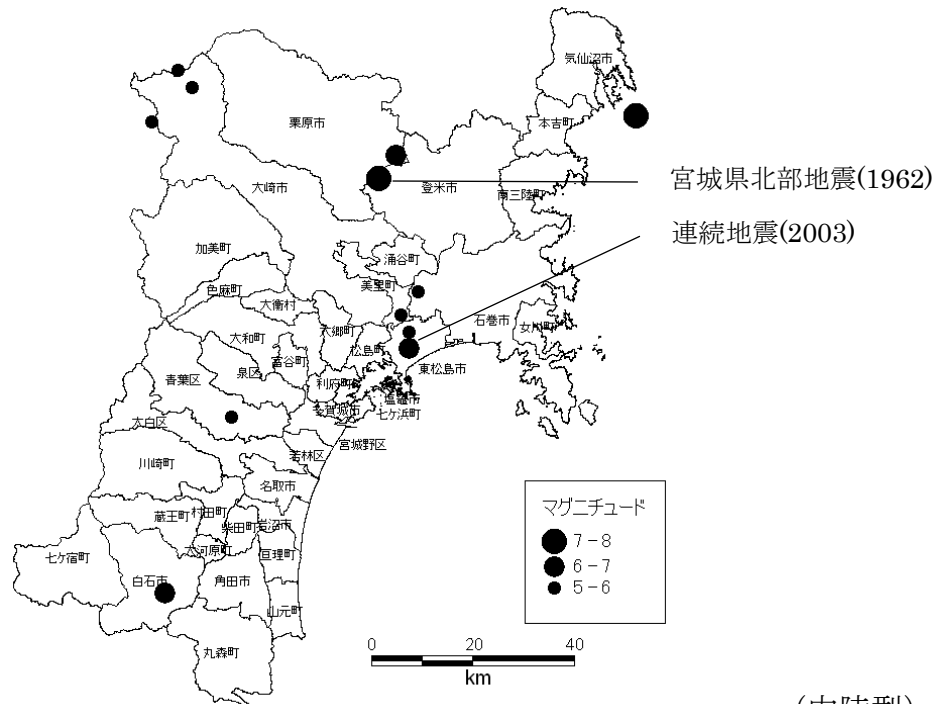 気仙沼市
栗原市
本吉町
宮城県北部地震(1962)
大崎市
登米市
南三陸町
連続地震(2003)
加美町
涌谷町
美里町
色麻町
大衡村
石巻市
女川町
大和町
大郷町
松島町
富谷町
東松島市
泉区
青葉区
利府町
塩竈市
多賀城市
七ヶ浜町
太白区
宮城野区
若林区
川崎町
名取市
マグニチュード
7-8
6-7
5-6
蔵王町
村田町
柴田町
岩沼市
七ケ宿町
大河原町
亘理町
白石市
角田市
山元町
丸森町
0 20 40
km
(内陸型)